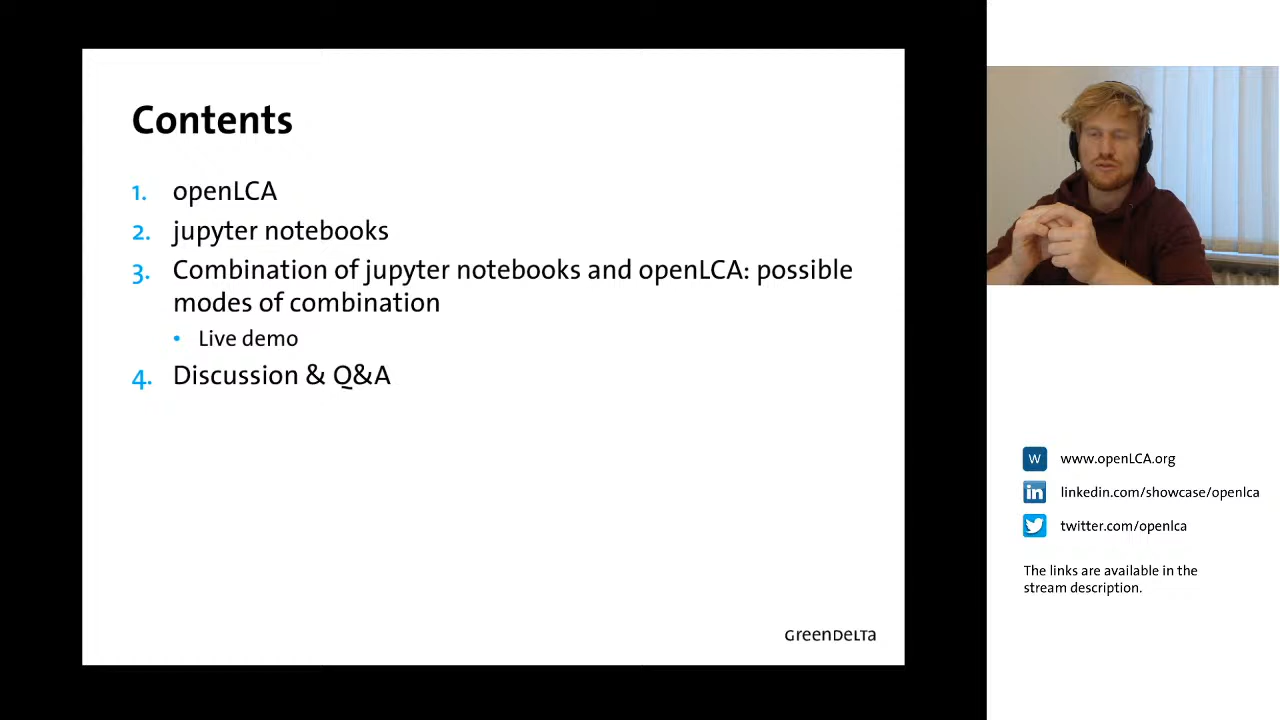 Contents
1. openLCA
2. jupyter notebooks
3. Combination of jupyter notebooks and openLCA: possible
modes of combination
• Live demo
4. Discussion & Q&A
GreenDeLTa
W www.openLCA.org
in linkedin.com/showcase/openlca
twitter.com/openlca
The links are available in the
stream description.